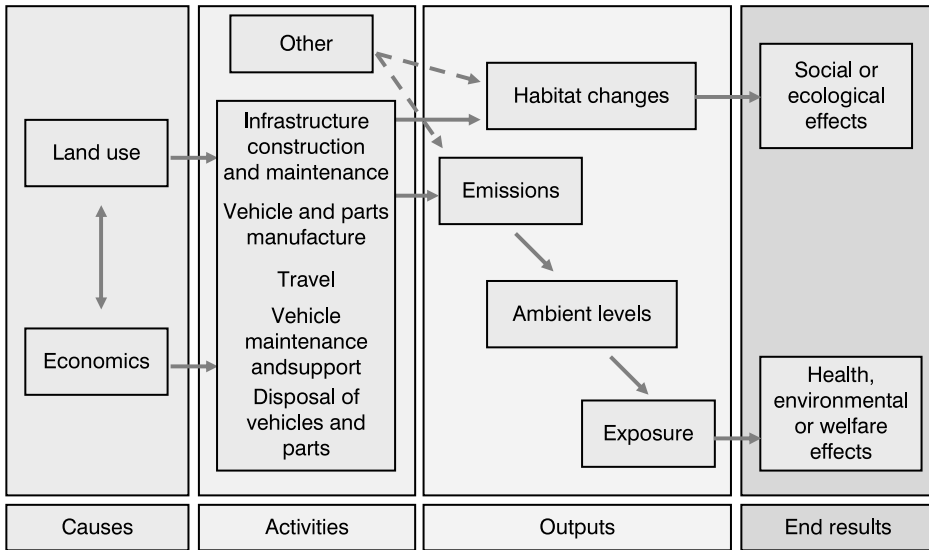 Other
Habitat changes
Social or
ecological
effects
Land use
Infrastructure
construction
and maintenance
Emissions
Vehicle and parts
manufacture
Travel
Ambient levels
Economics
Vehicle
maintenance
andsupport
Disposal of
vehicles and
parts
Exposure
Health,
environmental
or welfare
effects
Causes
Activities
Outputs
End results